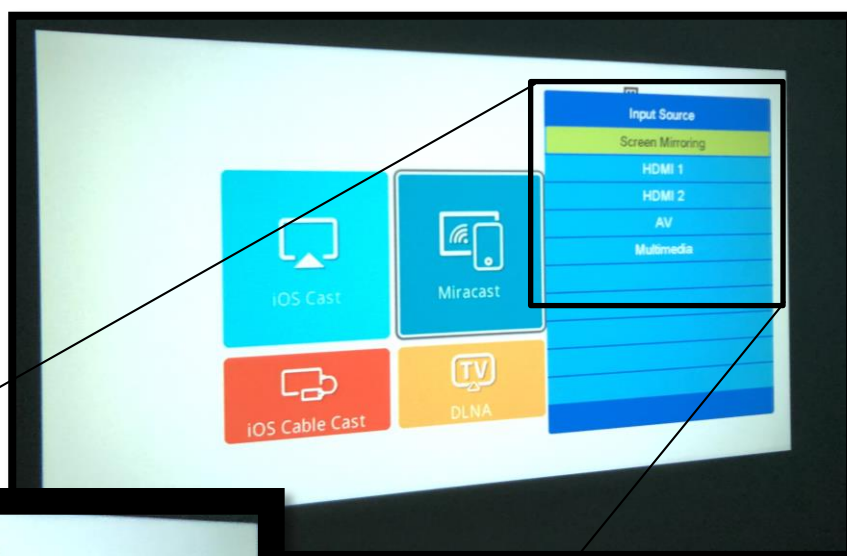 Input Source
Screen Mirroring
HDMI 1
HDMI 2
AV
Multimedia
iOS Cast
Miracast
iOS Cable Cast
TV
DLNA